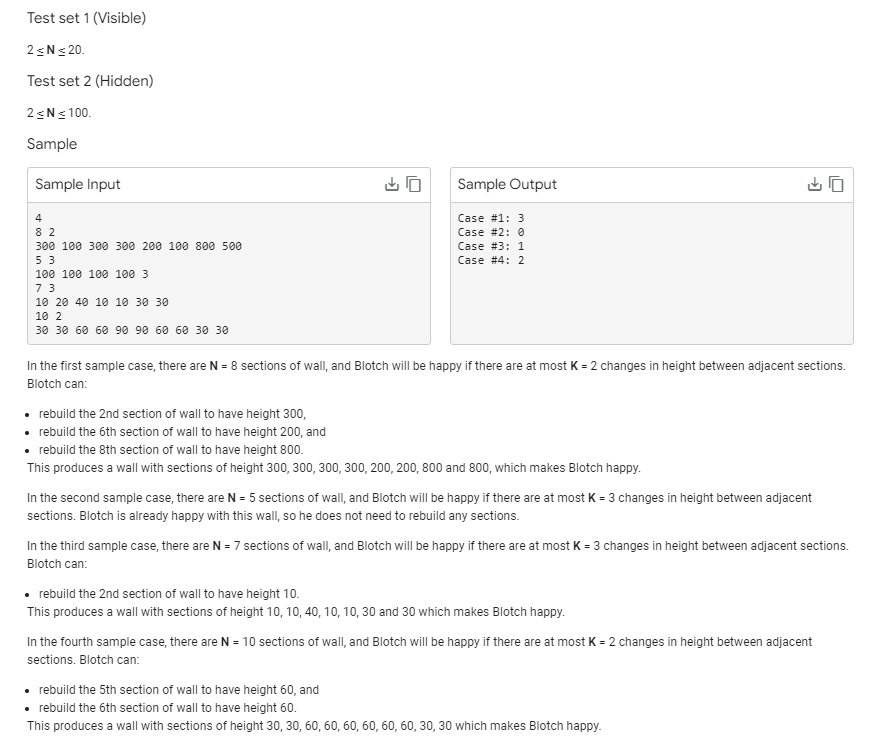 Test set 1 (Visible)
2 ≤ N ≤ 20.
Test set 2 (Hidden)
2 ≤ N ≤ 100.
Sample
Sample Input
4
8 2
300 100 300 300 200 100 800 500
5 3
100 100 100 100 3
7 3
10 20 40 10 10 30 30
10 2
30 30 60 60 90 90 60 60 30 30
Sample Output
Case #1: 3
Case #2: 0
Case #3: 1
Case #4: 2
In the first sample case, there are N = 8 sections of wall, and Blotch will be happy if there are at most K = 2 changes in height between adjacent sections.
Blotch can:
• rebuild the 2nd section of wall to have height 300,
• rebuild the 6th section of wall to have height 200, and
• rebuild the 8th section of wall to have height 800.
This produces a wall with sections of height 300, 300, 300, 300, 200, 200, 800 and 800, which makes Blotch happy.
In the second sample case, there are N = 5 sections of wall, and Blotch will be happy if there are at most K = 3 changes in height between adjacent
sections. Blotch is already happy with this wall, so he does not need to rebuild any sections.
In the third sample case, there are N = 7 sections of wall, and Blotch will be happy if there are at most K = 3 changes in height between adjacent sections.
Blotch can:
• rebuild the 2nd section of wall to have height 10.
This produces a wall with sections of height 10, 10, 40, 10, 10, 30 and 30 which makes Blotch happy.
In the fourth sample case, there are N = 10 sections of wall, and Blotch will be happy if there are at most K = 2 changes in height between adjacent
sections. Blotch can:
• rebuild the 5th section of wall to have height 60, and
• rebuild the 6th section of wall to have height 60.
This produces a wall with sections of height 30, 30, 60, 60, 60, 60, 60, 60, 30, 30 which makes Blotch happy.